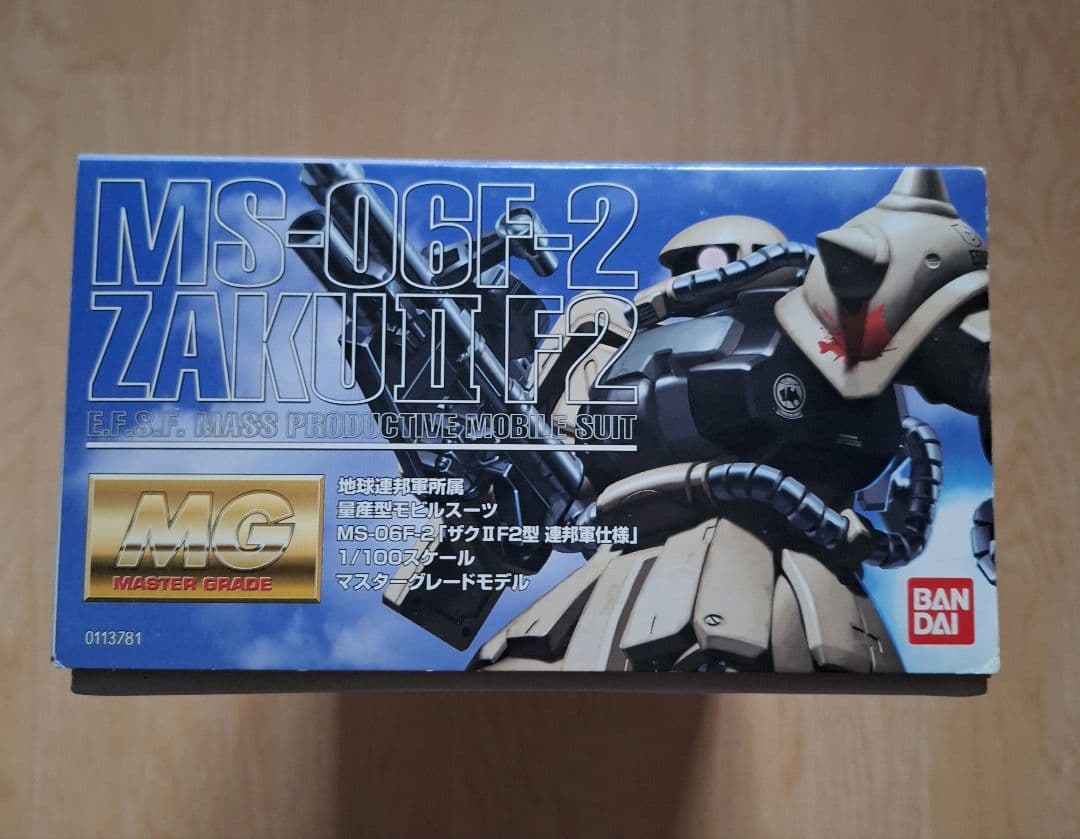 MS-06F-2
ZAKUⅡ F2
E.F.S.F. MASS PRODUCTIVE MOBILE SUIT
MG
MASTER GRADE
地球連邦軍所属
量産型モビルスーツ
MS-06F-2「ザクⅡF2型 連邦軍仕様」
1/100スケール
マスターグレードモデル
0113781
BAN
DAI